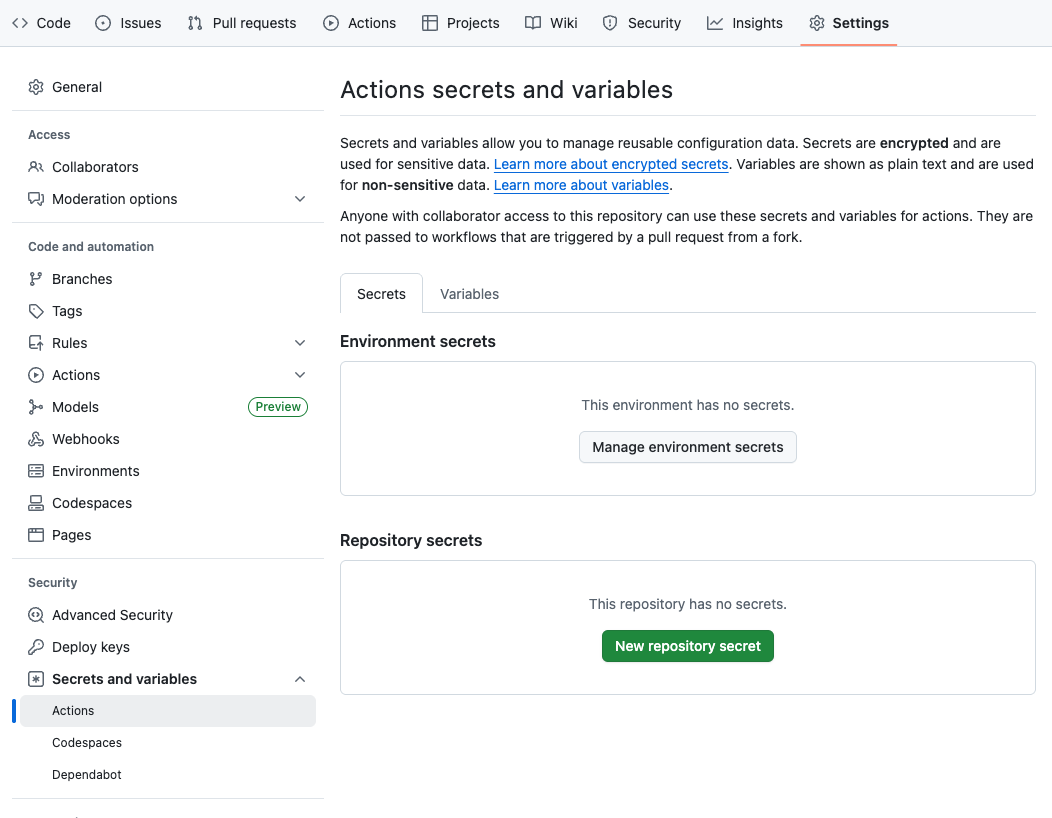 Code Issues Pull requests Actions Projects Wiki Security Insights Settings
General
Access
Collaborators
Moderation options
Code and automation
Branches
Tags
Rules
Actions
Models Preview
Webhooks
Environments
Codespaces
Pages
Security
Advanced Security
Deploy keys
Secrets and variables
Actions
Codespaces
Dependabot
Actions secrets and variables
Secrets and variables allow you to manage reusable configuration data. Secrets are encrypted and are
used for sensitive data. Learn more about encrypted secrets. Variables are shown as plain text and are used
for non-sensitive data. Learn more about variables.
Anyone with collaborator access to this repository can use these secrets and variables for actions. They are
not passed to workflows that are triggered by a pull request from a fork.
Secrets Variables
Environment secrets
This environment has no secrets.
Manage environment secrets
Repository secrets
This repository has no secrets.
New repository secret